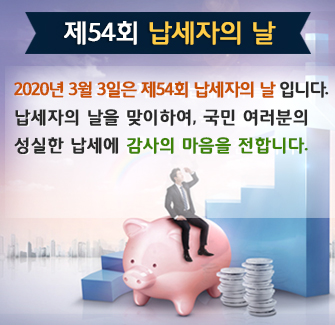 제54회 납세자의 날
2020년 3월 3일은 제54회 납세자의 날 입니다.
납세자의 날을 맞이하여, 국민 여러분의
성실한 납세에 감사의 마음을 전합니다.